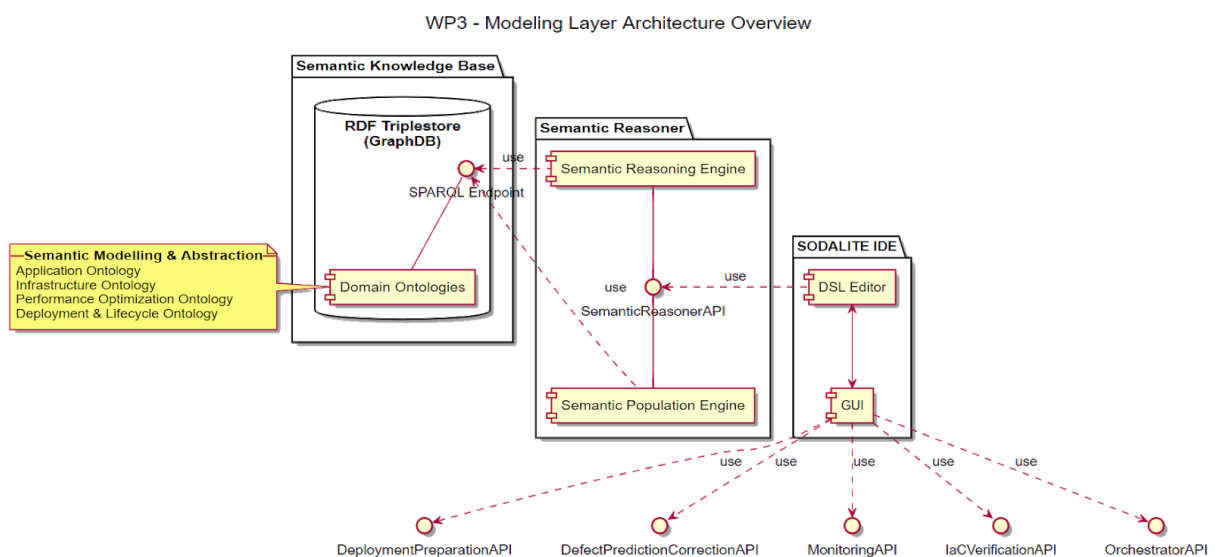 WP3 - Modeling Layer Architecture Overview
Semantic Knowledge Base
RDF Triplestore
(GraphDB)
SPARQL Endpoint
Domain Ontologies
Semantic Modelling & Abstraction
Application Ontology
Infrastructure Ontology
Performance Optimization Ontology
Deployment & Lifecycle Ontology
Semantic Reasoner
use
Semantic Reasoning Engine
use
SemanticReasonerAPI
Semantic Population Engine
use
SODALITE IDE
DSL Editor
GUI
use
use
use
use
use
DeploymentPreparationAPI
DefectPredictionCorrectionAPI
MonitoringAPI
IaCVerificationAPI
OrchestratorAPI